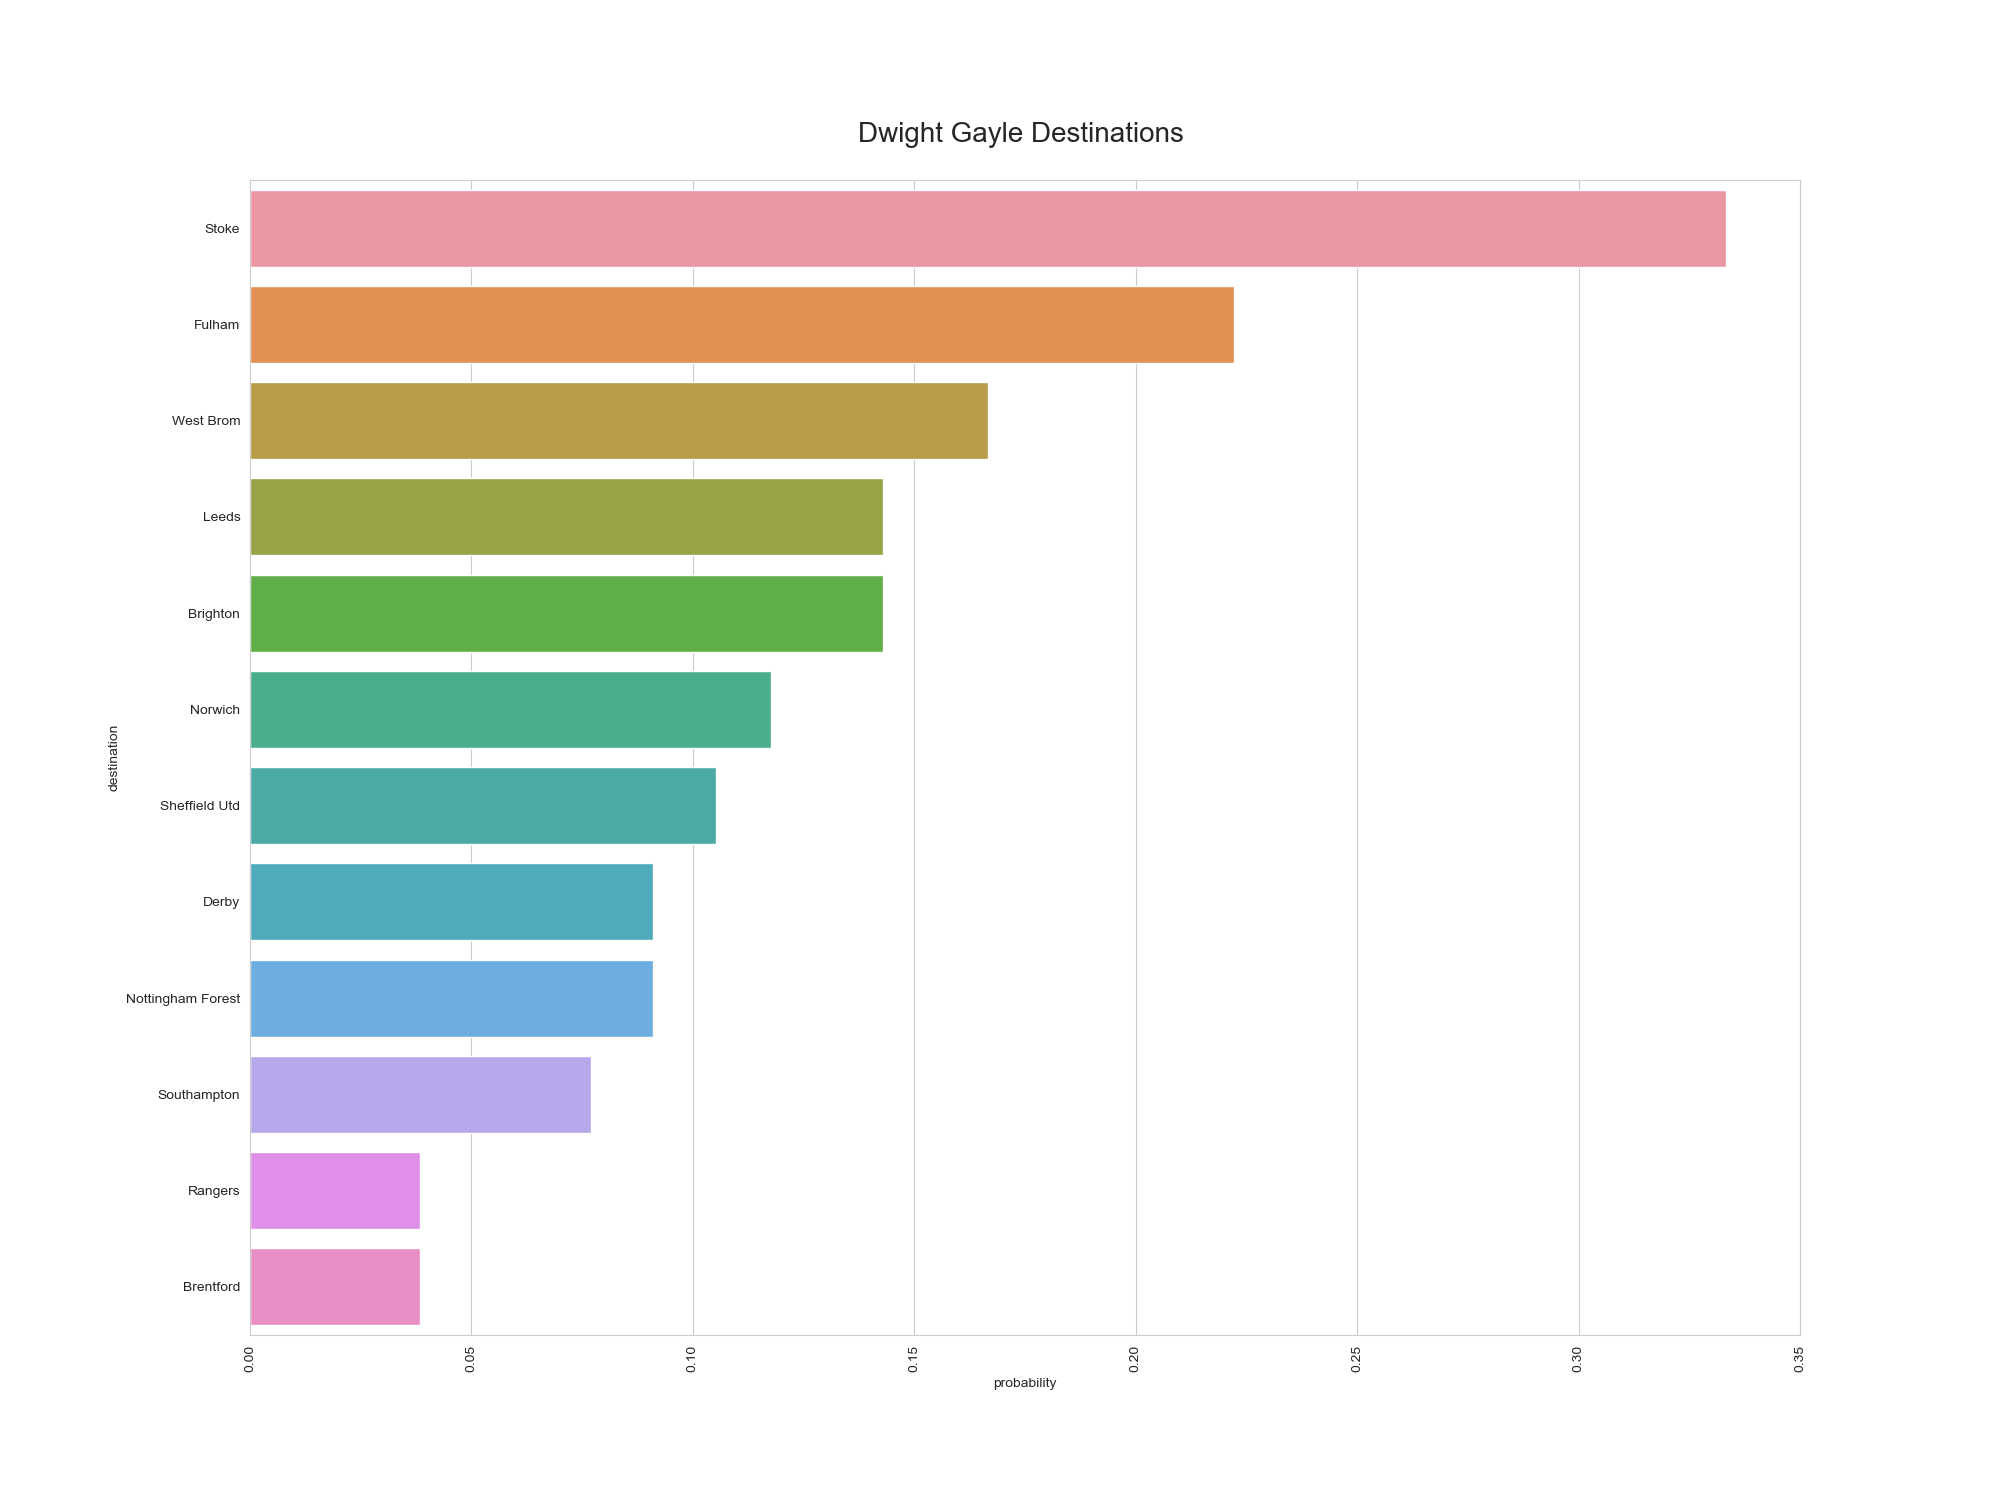 Dwight Gayle Destinations
Stoke
Fulham
West Brom
Leeds
Brighton
Norwich
Sheffield Utd
Derby
Nottingham Forest
Southampton
Rangers
Brentford
destination
0.00
0.05
0.10
0.15
0.20
0.25
0.30
0.35
probability